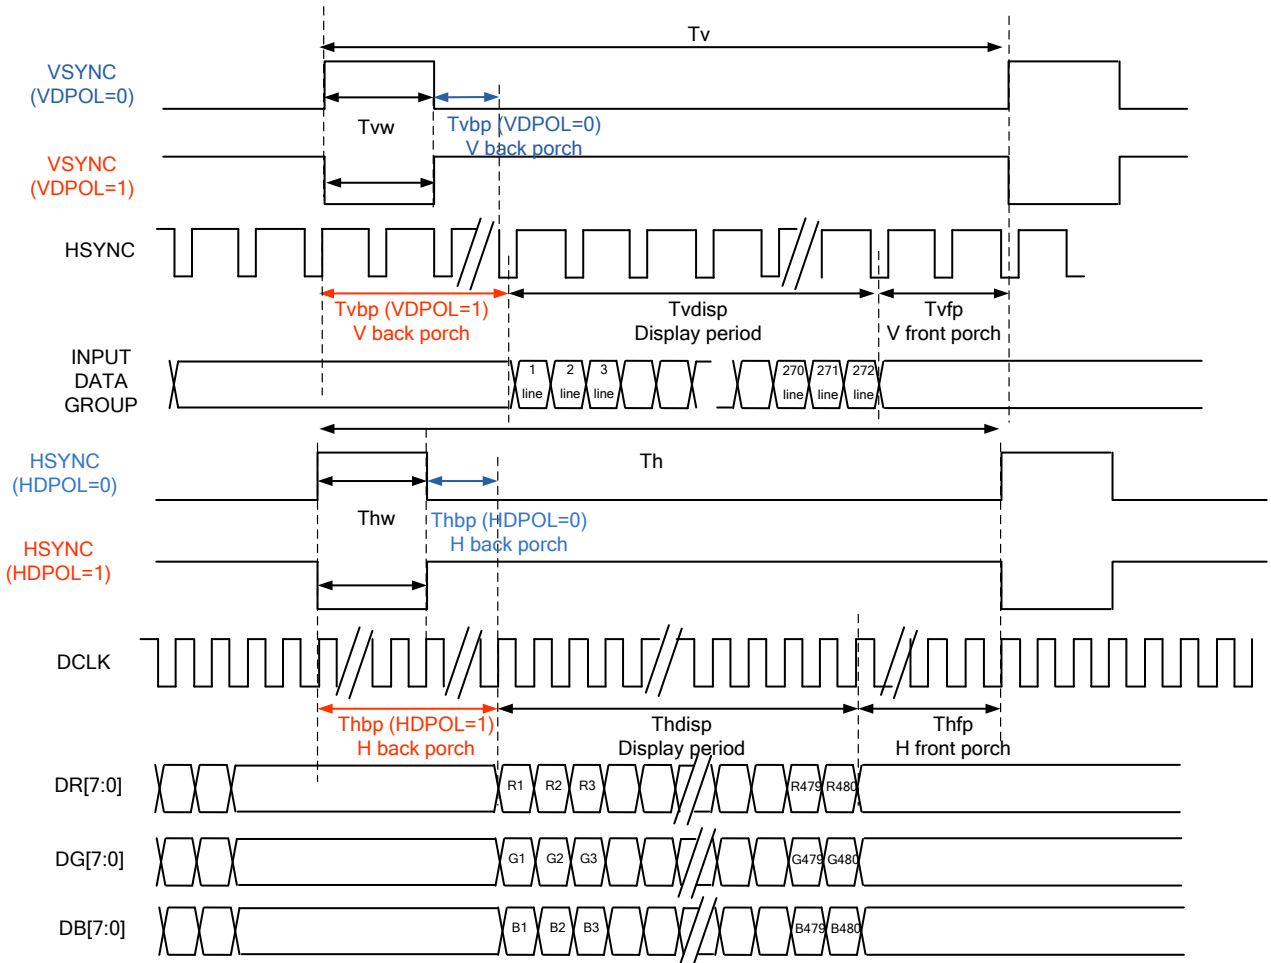 Tv
VSYNC
(VDPOL=0)
Tvw
Tvbp (VDPOL=0)
V back porch
VSYNC
(VDPOL=1)
HSYNC
Tvbp (VDPOL=1)
V back porch
Tvdisp
Display period
Tvfp
V front porch
INPUT
DATA
GROUP
1 line
2 line
3 line
270 line
271 line
272 line
HSYNC
(HDPOL=0)
Th
Thw
Thbp (HDPOL=0)
H back porch
HSYNC
(HDPOL=1)
DCLK
Thbp (HDPOL=1)
H back porch
Thdisp
Display period
Thfp
H front porch
DR[7:0]
R1 R2 R3 R479 R480
DG[7:0]
G1 G2 G3 G479 G480
DB[7:0]
B1 B2 B3 B479 B480